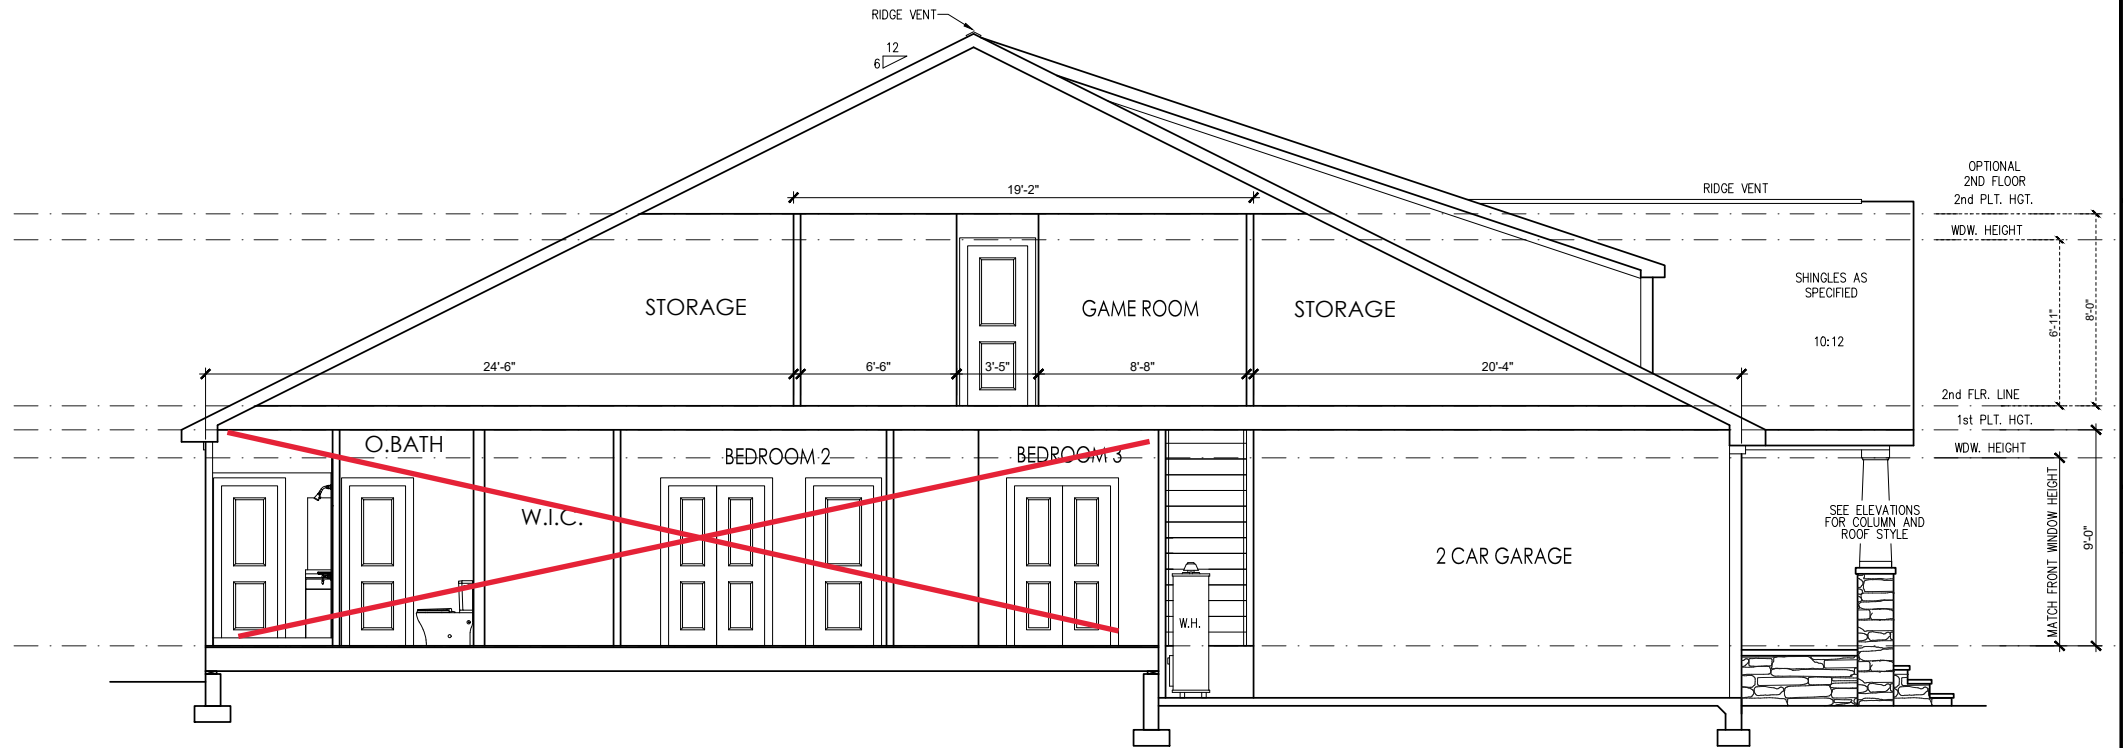 RIDGE VENT
12
6
OPTIONAL
2ND FLOOR
2nd PLT. HGT.
19'-2"
RIDGE VENT
WDW. HEIGHT
SHINGLES AS
SPECIFIED
10:12
STORAGE
GAME ROOM
STORAGE
6'-11"
8'-0"
24'-6"
6'-6"
3'-5"
8'-8"
20'-4"
2nd FLR. LINE
1st PLT. HGT.
O.BATH
BEDROOM 2
BEDROOM 3
WDW. HEIGHT
W.I.C.
SEE ELEVATIONS
FOR COLUMN AND
ROOF STYLE
2 CAR GARAGE
MATCH FRONT WINDOW HEIGHT
9'-0"
W.H.